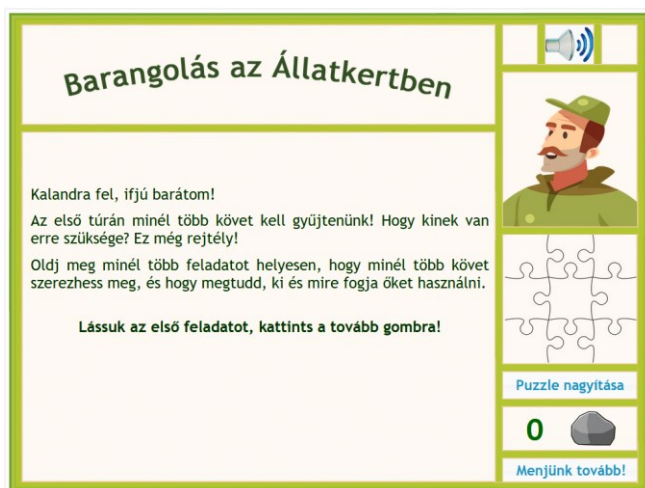 Barangolás az Állatkertben
Kalandra fel, ifjú barátom!
Az első túrán minél több követ kell gyűjtenünk! Hogy kinek van
erre szüksége? Ez még rejtély!
Oldj meg minél több feladatot helyesen, hogy minél több követ
szerezhess meg, és hogy megtudd, ki és mire fogja őket használni.
Lássuk az első feladatot, kattints a tovább gombra!
Puzzle nagyítása
0
Menjünk tovább!